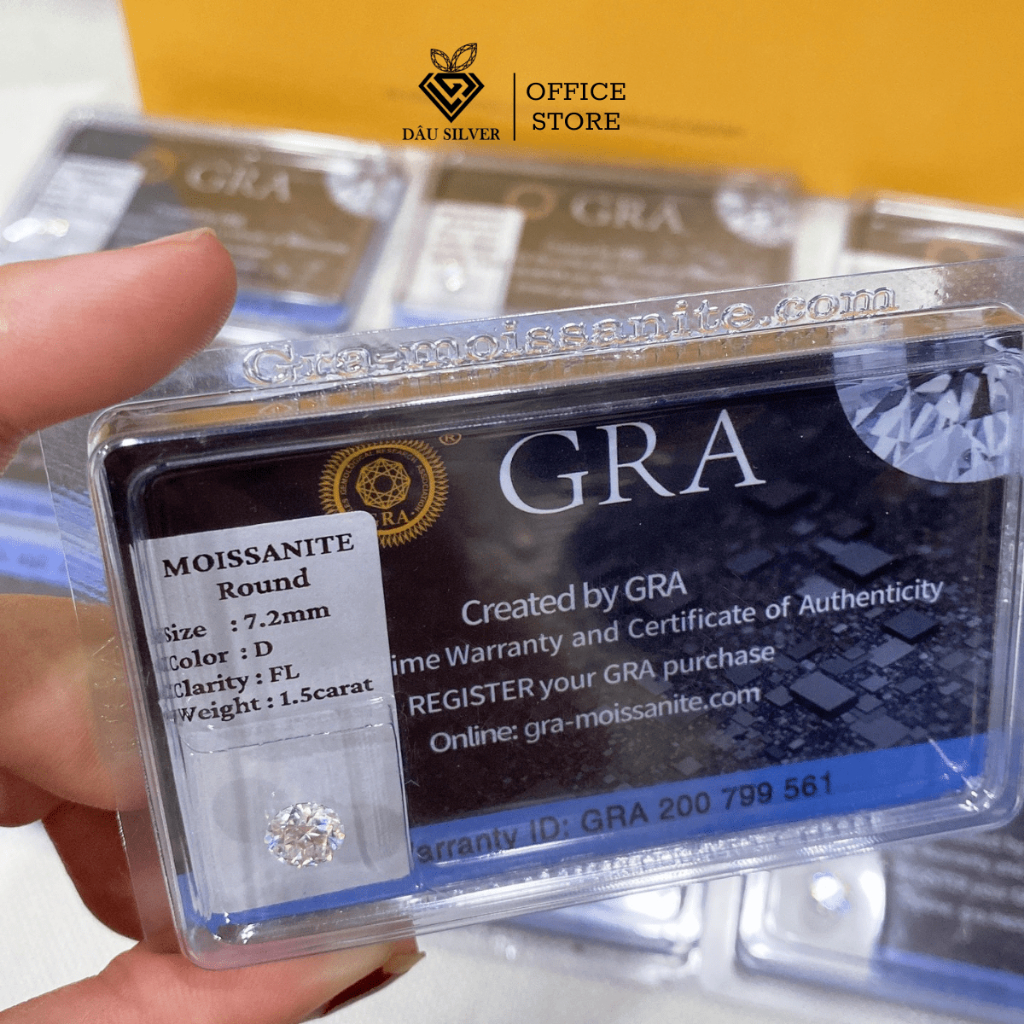 DÂU SILVER
OFFICE
STORE
GRA
GRA
Gra-moissanite.com
GRA
®
GRA
MOISSANITE
Round
Size : 7.2mm
Color : D
Clarity : FL
Weight : 1.5carat
Created by GRA
ime Warranty and Certificate of Authenticity
REGISTER your GRA purchase
Online: gra-moissanite.com
arranty ID: GRA 200 799 561